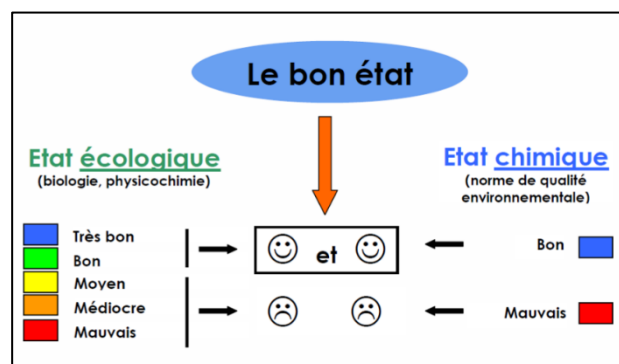 Le bon état
Etat écologique
(biologie, physicochimie)
Etat chimique
(norme de qualité
environnementale)
Très bon
Bon
Moyen
Médiocre
Mauvais
et
Bon
Mauvais